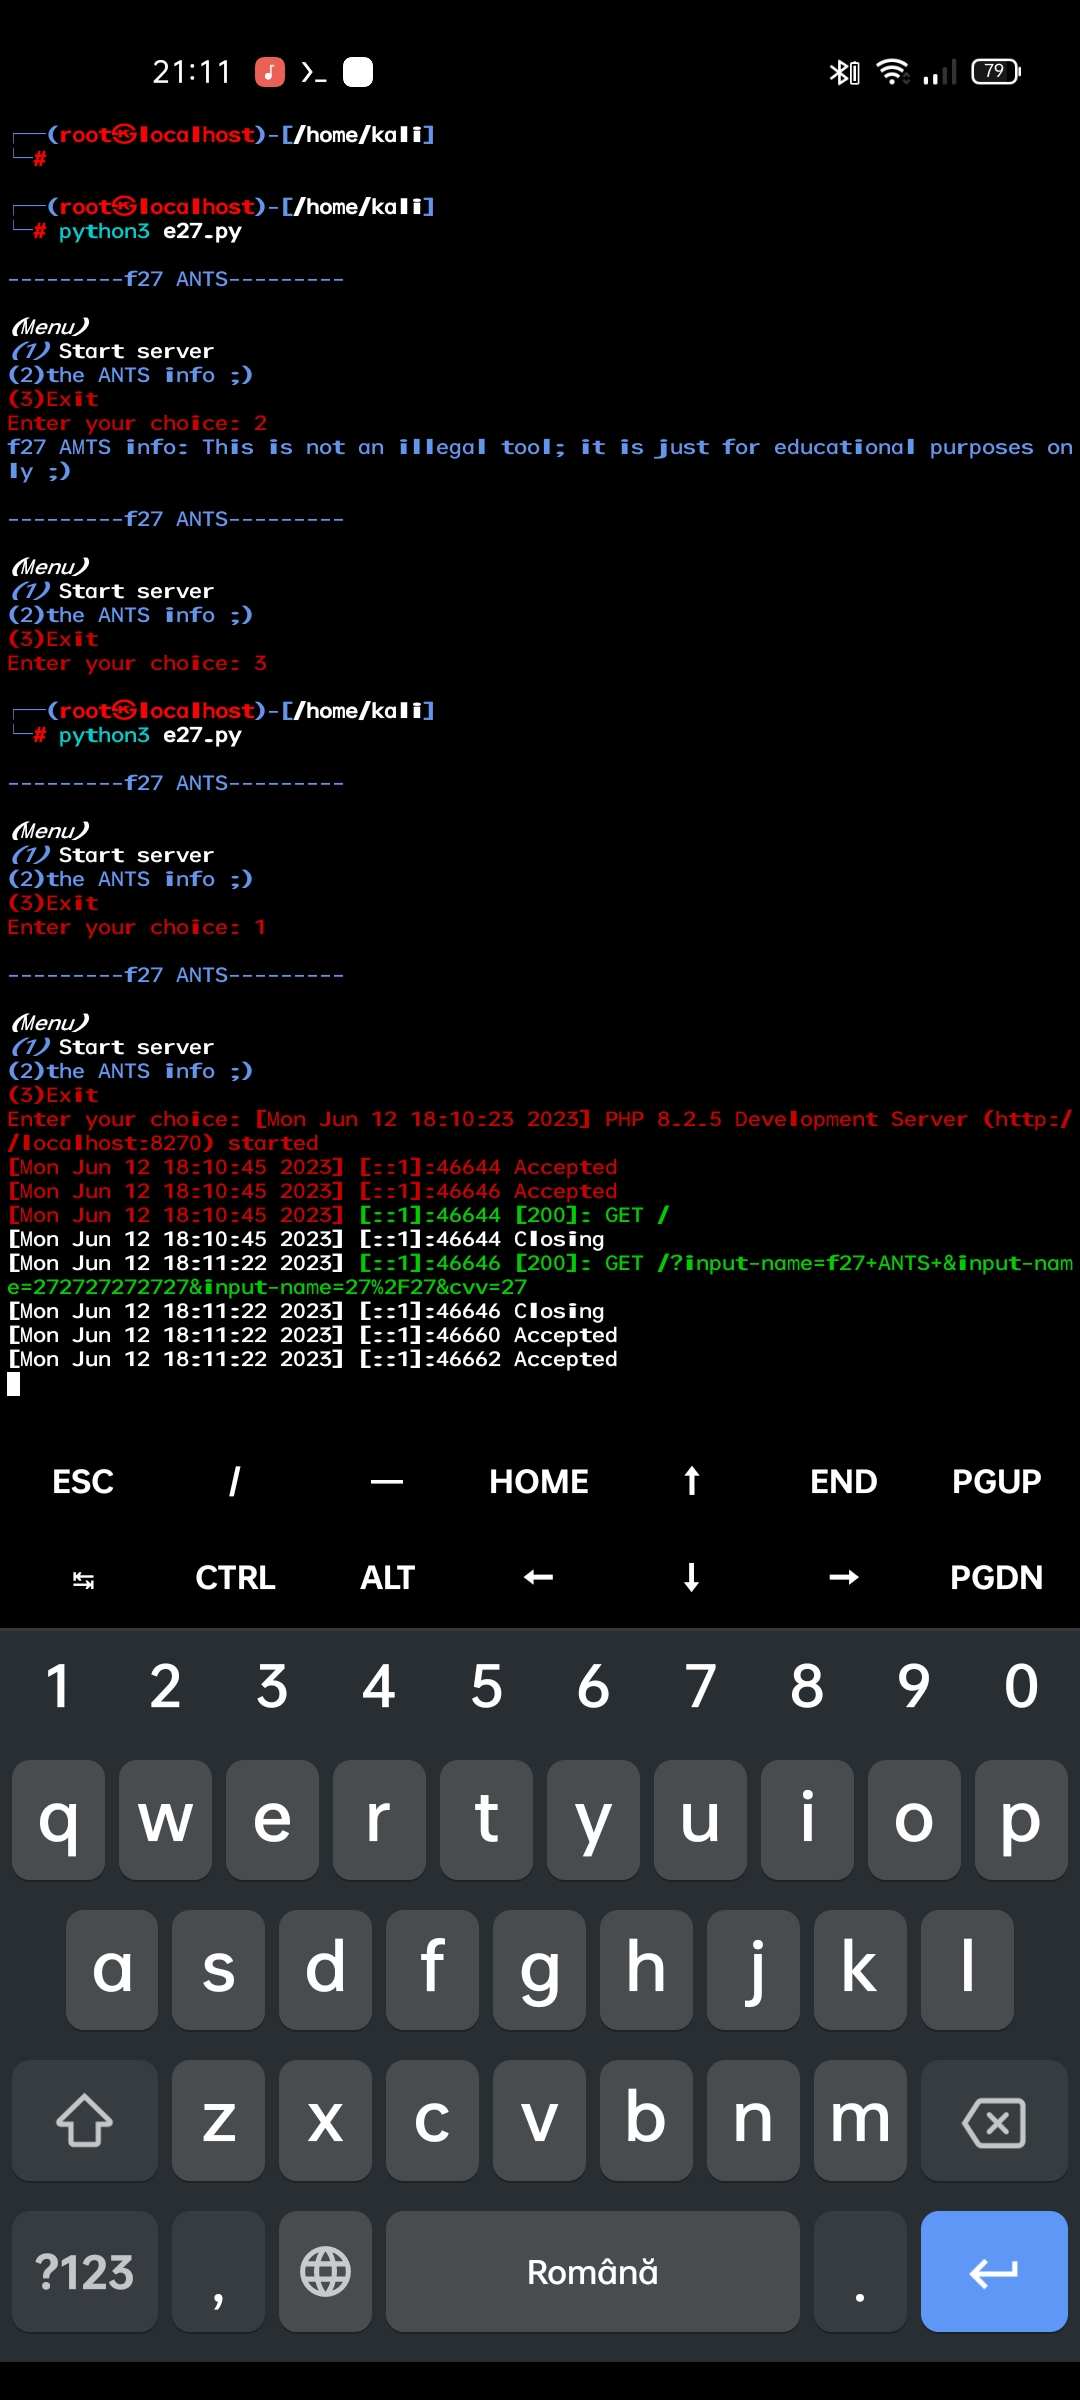 21:11
79
┌──(root㉿localhost)-[/home/kali]
└─#
┌──(root㉿localhost)-[/home/kali]
└─# python3 e27.py
---------f27 ANTS---------
(Menu)
(1) Start server
(2)the ANTS info ;)
(3)Exit
Enter your choice: 2
f27 AMTS info: This is not an illegal tool; it is just for educational purposes on
ly ;)
---------f27 ANTS---------
(Menu)
(1) Start server
(2)the ANTS info ;)
(3)Exit
Enter your choice: 3
┌──(root㉿localhost)-[/home/kali]
└─# python3 e27.py
---------f27 ANTS---------
(Menu)
(1) Start server
(2)the ANTS info ;)
(3)Exit
Enter your choice: 1
---------f27 ANTS---------
(Menu)
(1) Start server
(2)the ANTS info ;)
(3)Exit
Enter your choice: [Mon Jun 12 18:10:23 2023] PHP 8.2.5 Development Server (http:/
/localhost:8270) started
[Mon Jun 12 18:10:45 2023] [::1]:46644 Accepted
[Mon Jun 12 18:10:45 2023] [::1]:46646 Accepted
[Mon Jun 12 18:10:45 2023] [::1]:46644 [200]: GET /
[Mon Jun 12 18:10:45 2023] [::1]:46644 Closing
[Mon Jun 12 18:11:22 2023] [::1]:46646 [200]: GET /?input-name=f27+ANTS+&input-nam
e=272727272727&input-name=27%2F27&cvv=27
[Mon Jun 12 18:11:22 2023] [::1]:46646 Closing
[Mon Jun 12 18:11:22 2023] [::1]:46660 Accepted
[Mon Jun 12 18:11:22 2023] [::1]:46662 Accepted
ESC / — HOME ↑ END PGUP
↹ CTRL ALT ← ↓ → PGDN
1 2 3 4 5 6 7 8 9 0
q w e r t y u i o p
a s d f g h j k l
z x c v b n m
?123 , Română .